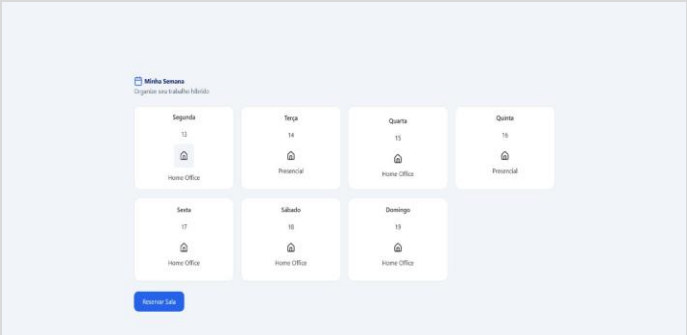 Minha Semana
Organize seu trabalho híbrido
Segunda
13
Home Office
Terça
14
Presencial
Quarta
15
Home Office
Quinta
16
Presencial
Sexta
17
Home Office
Sábado
18
Home Office
Domingo
19
Home Office
Reservar Sala